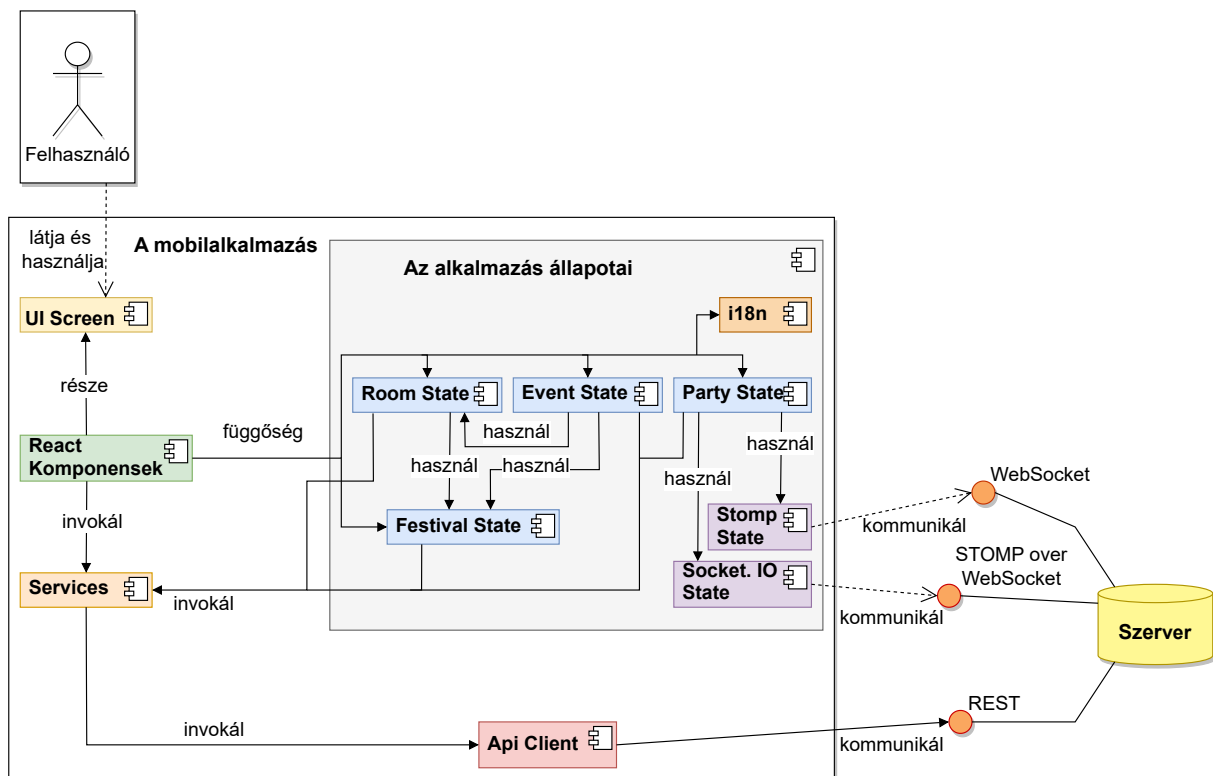 Felhasználó
látja és
használja
A mobilalkalmazás
Az alkalmazás állapotai
UI Screen
i18n
része
Room State
Event State
Party State
függőség
használ
React
Komponensek
használ
használ
használ
használ
WebSocket
invokál
Festival State
Stomp
State
kommunikál
STOMP over
WebSocket
Services
invokál
Socket. IO
State
kommunikál
Szerver
REST
invokál
Api Client
kommunikál